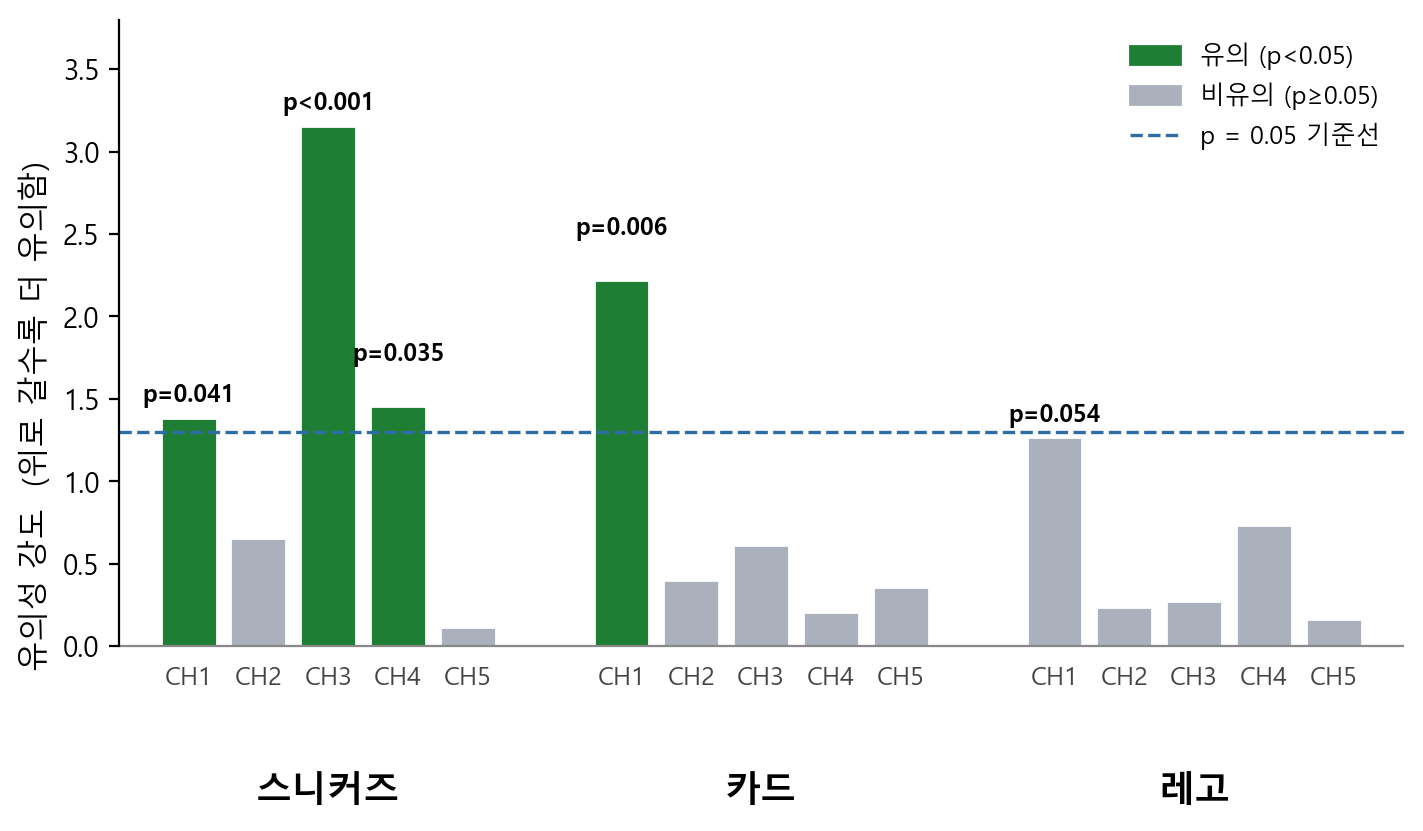 유의성 강도 (위로 갈수록 더 유의함)
3.5
3.0
2.5
2.0
1.5
1.0
0.5
0.0
유의 (p<0.05)
비유의 (p≥0.05)
p = 0.05 기준선
p<0.001
p=0.006
p=0.035
p=0.041
p=0.054
CH1 CH2 CH3 CH4 CH5 CH1 CH2 CH3 CH4 CH5 CH1 CH2 CH3 CH4 CH5
스니커즈 카드 레고